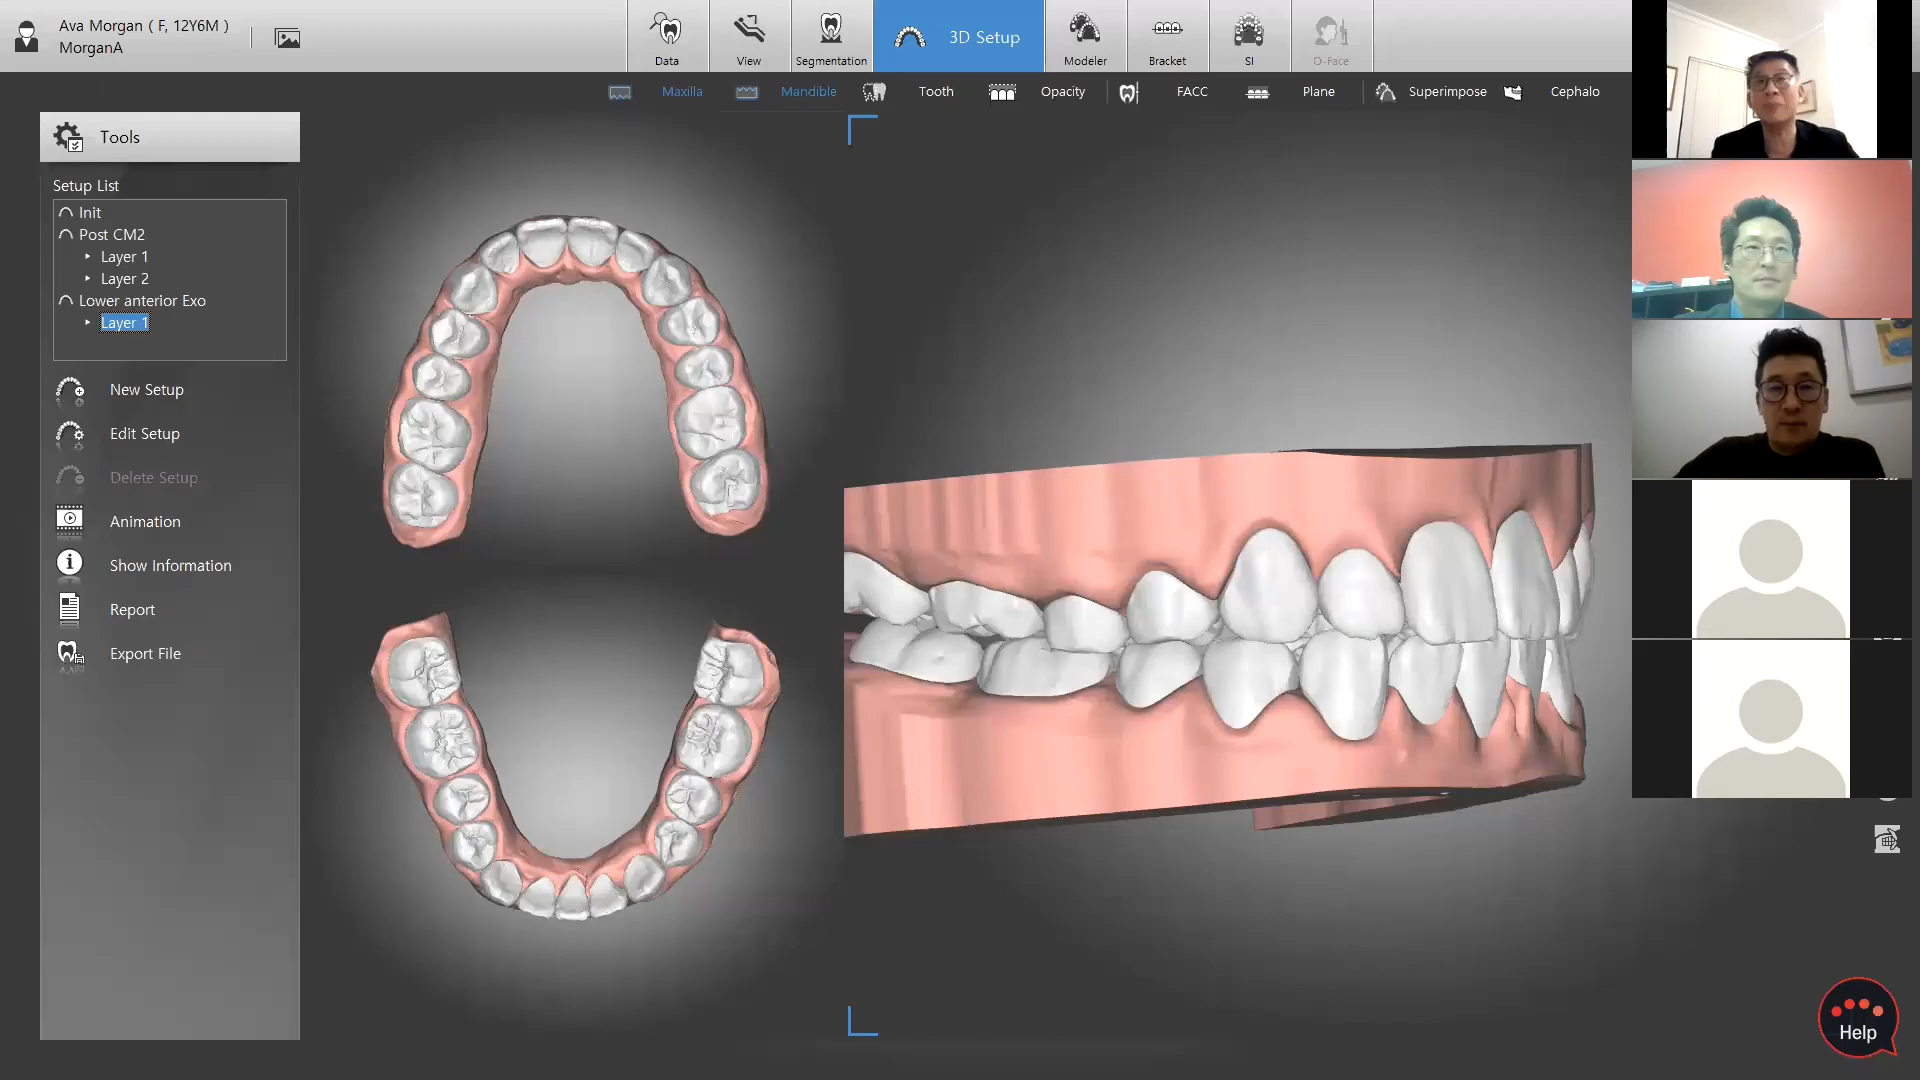 Ava Morgan ( F, 12Y6M )
MorganA
Data
View
Segmentation
3D Setup
Modeler
Bracket
SI
O-Face
Maxilla
Mandible
Tooth
Opacity
FACC
Plane
Superimpose
Cephalo
Tools
Setup List
Init
Post CM2
Layer 1
Layer 2
Lower anterior Exo
Layer 1
New Setup
Edit Setup
Delete Setup
Animation
Show Information
Report
Export File
Help